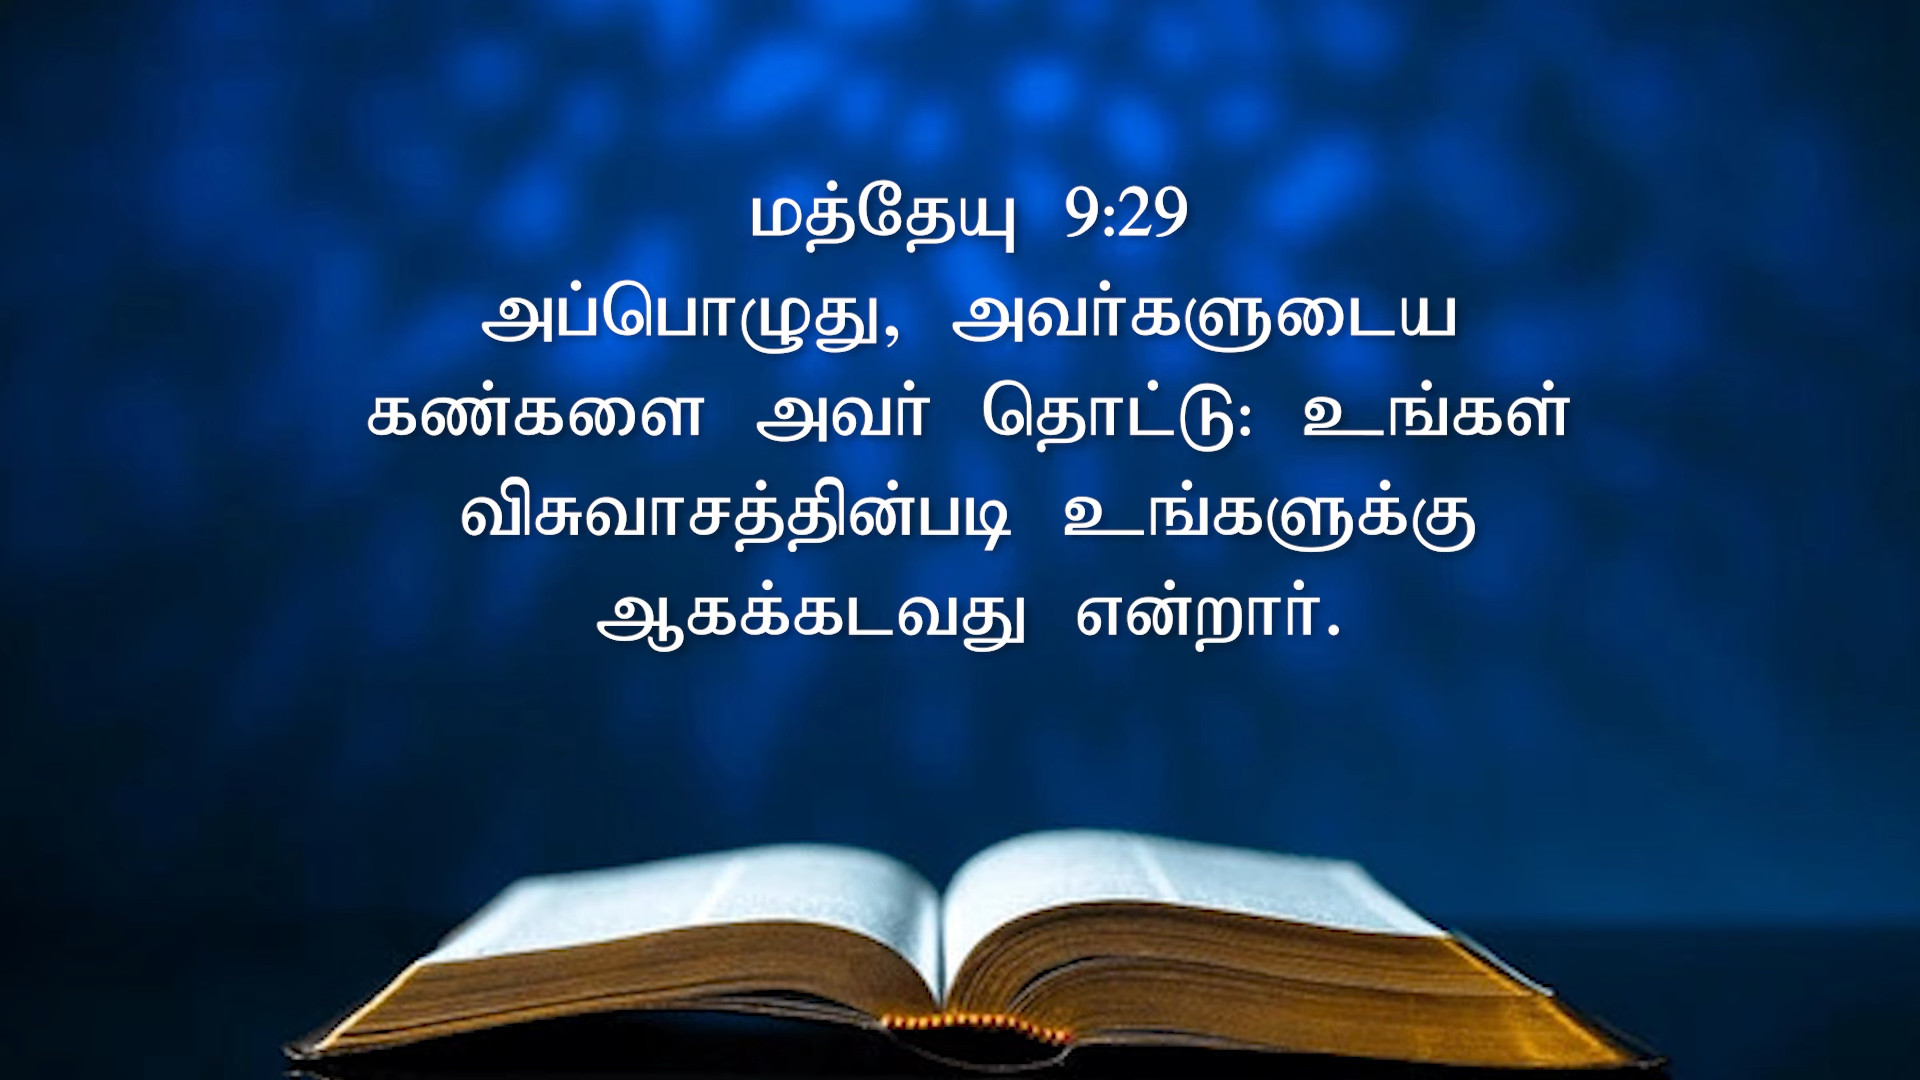 மத்தேயு 9:29
அப்பொழுது, அவர்களுடைய
கண்களை அவர் தொட்டு: உங்கள்
விசுவாசத்தின்படி உங்களுக்கு
ஆகக்கடவது என்றார்.